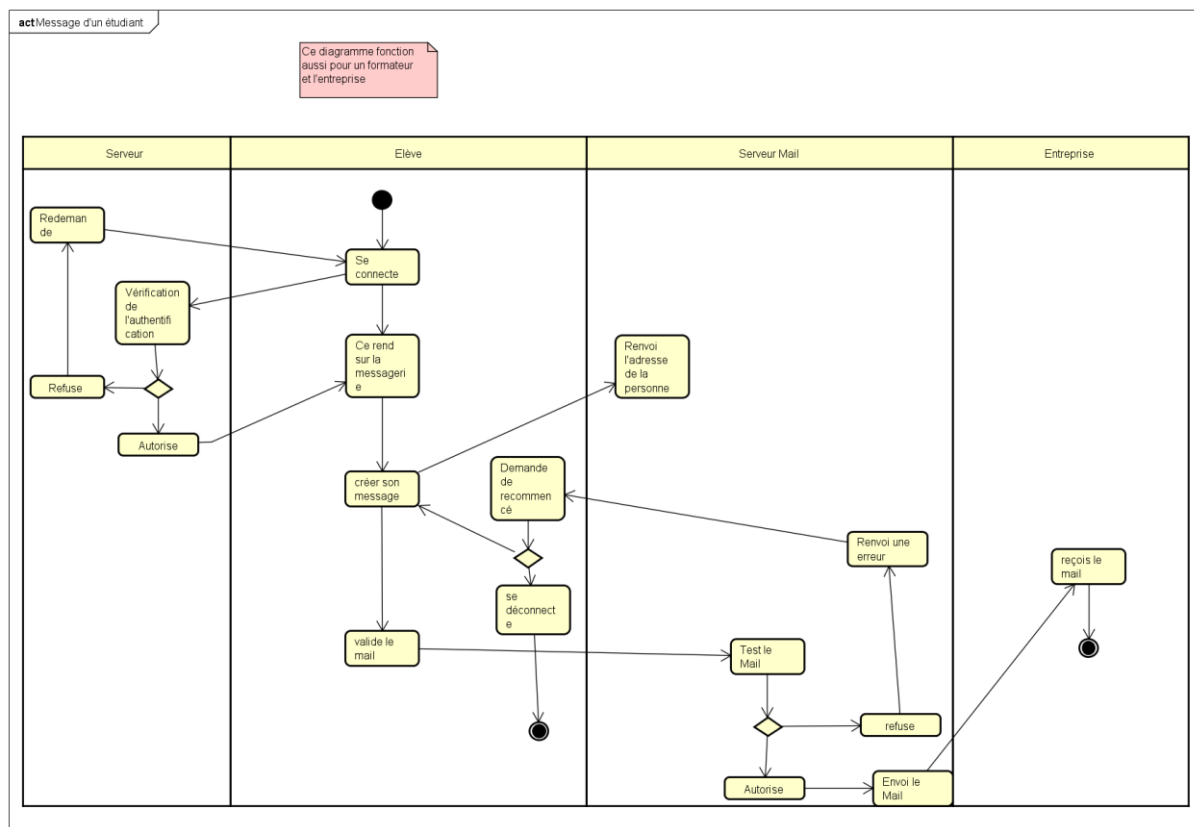 act Message d'un étudiant
Ce diagramme fonction
aussi pour un formateur
et l'entreprise
Serveur
Elève
Serveur Mail
Entreprise
Redeman
de
Se
connecte
Vérification
de
l'authentifi
cation
Ce rend
sur la
messageri
e
Renvoi
l'adresse
de la
personne
Refuse
Autorise
créer son
message
Demande
de
recommen
cé
Renvoi une
erreur
reçois le
mail
se
déconnect
e
valide le
mail
Test le
Mail
refuse
Autorise
Envoi le
Mail